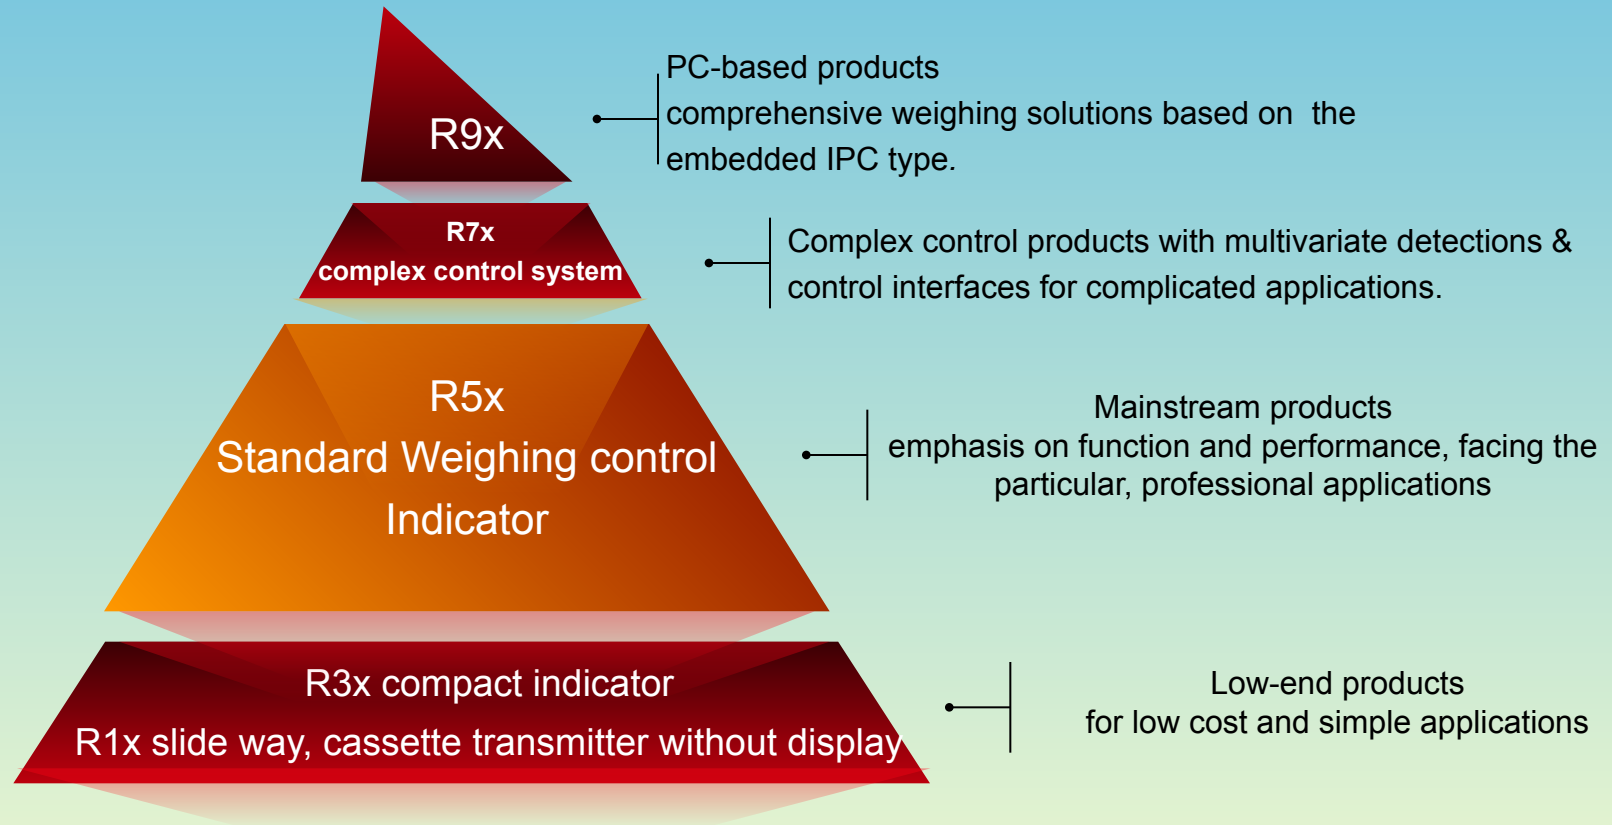 R9x
PC-based products
comprehensive weighing solutions based on the
embedded IPC type.
R7x
complex control system
Complex control products with multivariate detections &
control interfaces for complicated applications.
R5x
Standard Weighing control
Indicator
Mainstream products
emphasis on function and performance, facing the
particular, professional applications
R3x compact indicator
R1x slide way, cassette transmitter without display
Low-end products
for low cost and simple applications